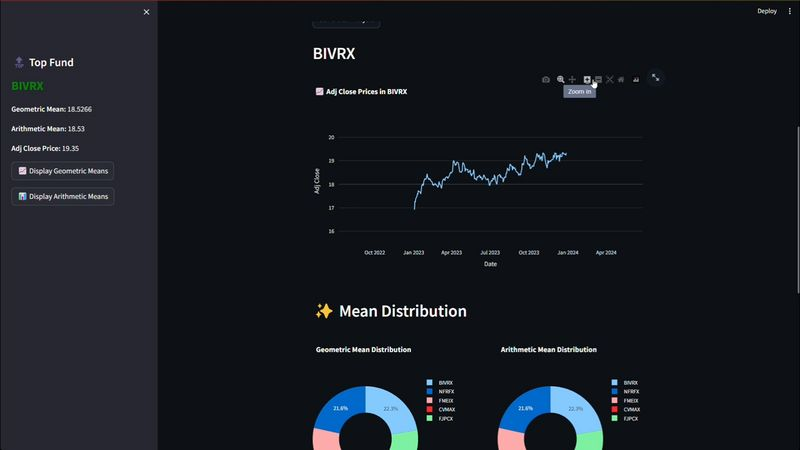 Deploy
TOP
Top Fund
BIVRX
Geometric Mean: 18.5266
Arithmetic Mean: 18.53
Adj Close Price: 19.35
Display Geometric Means
Display Arithmetic Means
BIVRX
Adj Close Prices in BIVRX
Zoom in
20
19
18
17
16
Adj Close
Oct 2022
Jan 2023
Apr 2023
Jul 2023
Oct 2023
Jan 2024
Apr 2024
Date
Mean Distribution
Geometric Mean Distribution
21.6%
22.3%
BIVRX
NFRFX
FMEIX
CVMAX
FJPCX
Arithmetic Mean Distribution
21.6%
22.3%
BIVRX
NFRFX
FMEIX
CVMAX
FJPCX